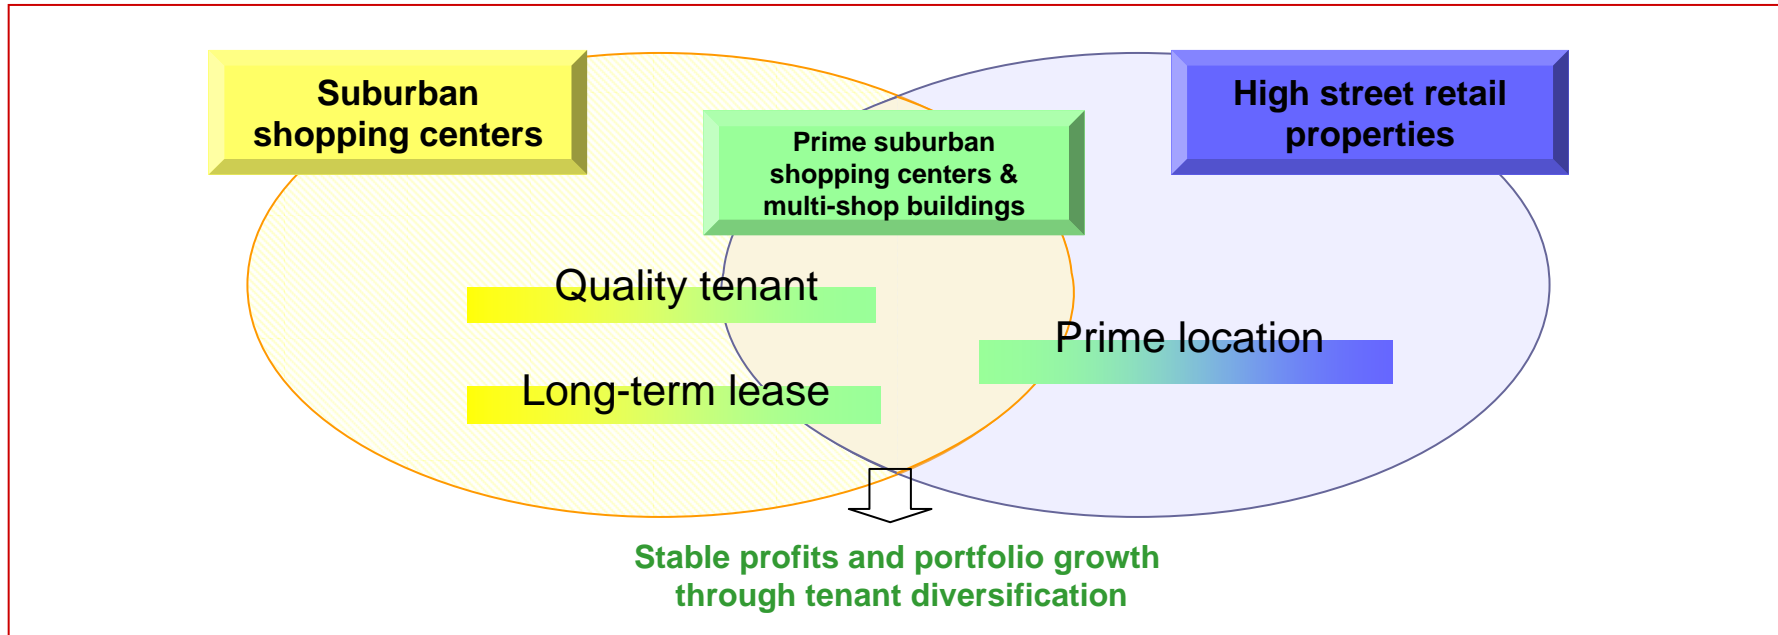 Suburban
shopping centers
High street retail
properties
Prime suburban
shopping centers &
multi-shop buildings
Quality tenant
Prime location
Long-term lease
Stable profits and portfolio growth
through tenant diversification